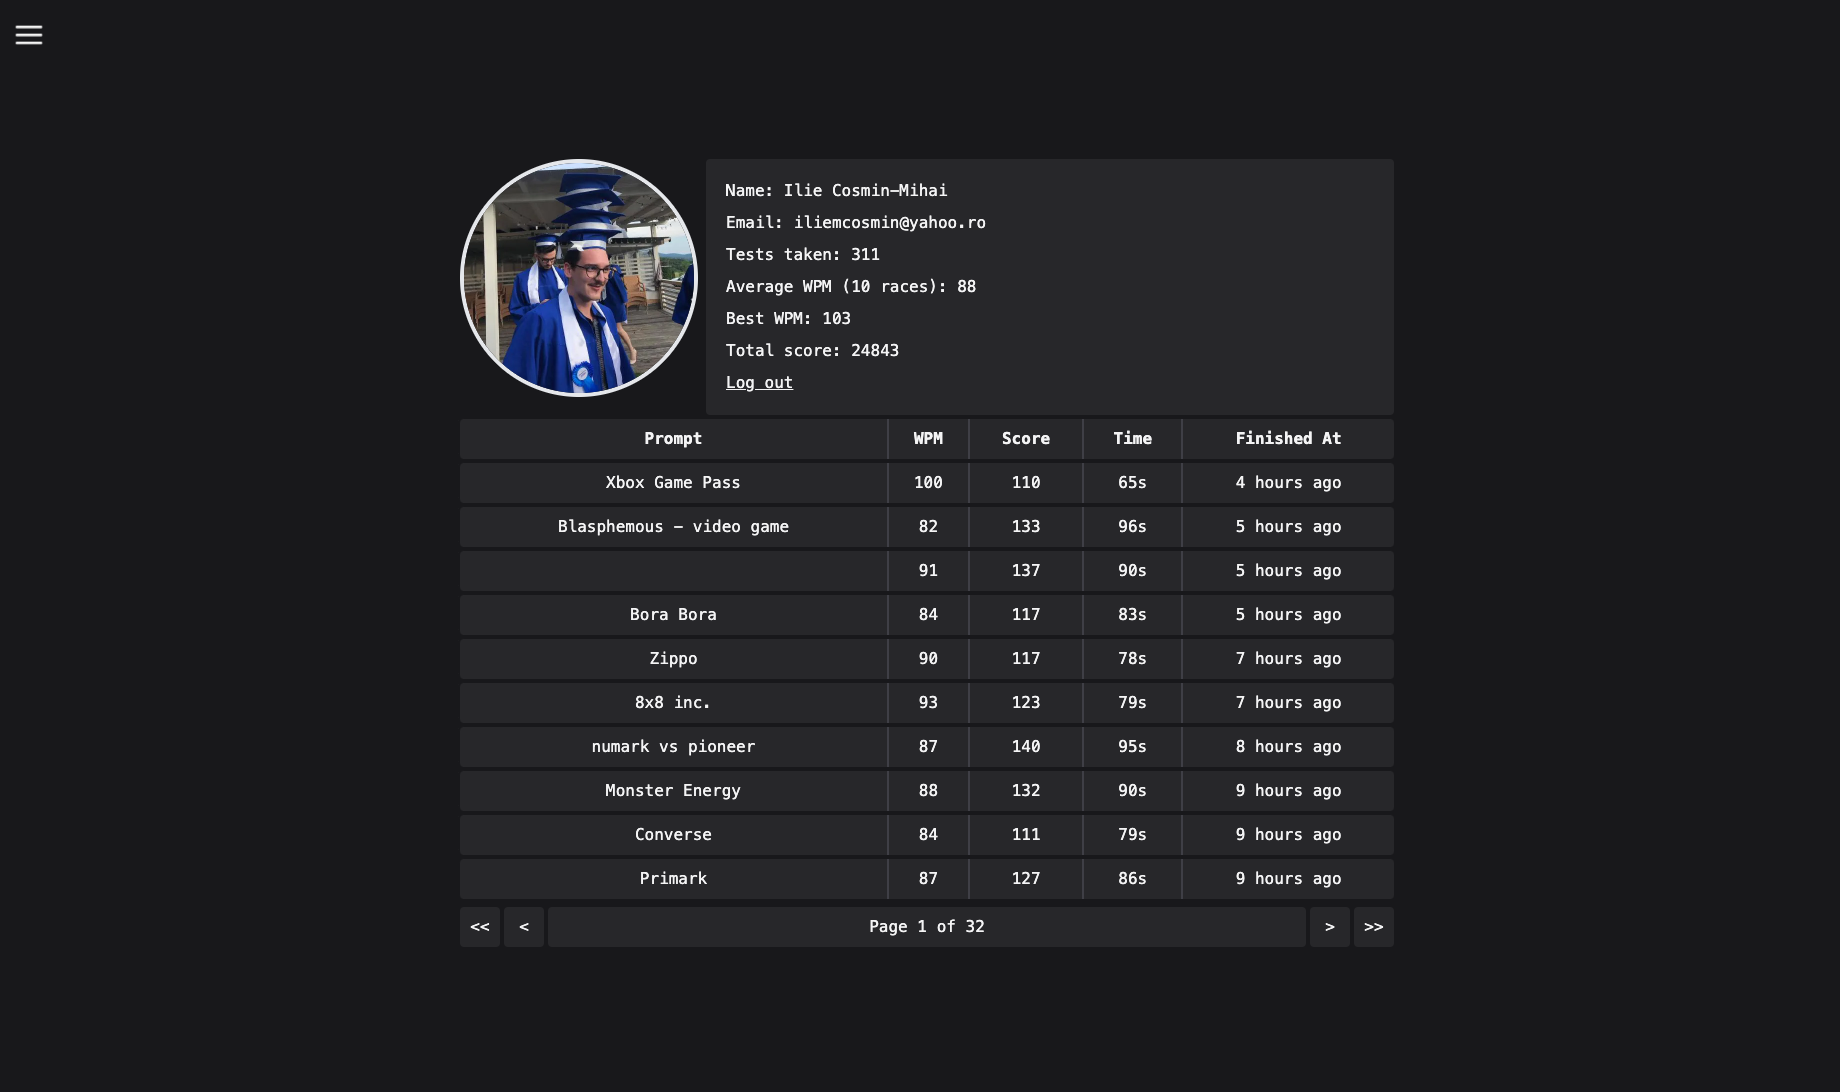 Name: Ilie Cosmin-Mihai
Email: iliemcosmin@yahoo.ro
Tests taken: 311
Average WPM (10 races): 88
Best WPM: 103
Total score: 24843
Log out
Prompt WPM Score Time Finished At
Xbox Game Pass 100 110 65s 4 hours ago
Blasphemous - video game 82 133 96s 5 hours ago
91 137 90s 5 hours ago
Bora Bora 84 117 83s 5 hours ago
Zippo 90 117 78s 7 hours ago
8x8 inc. 93 123 79s 7 hours ago
numark vs pioneer 87 140 95s 8 hours ago
Monster Energy 88 132 90s 9 hours ago
Converse 84 111 79s 9 hours ago
Primark 87 127 86s 9 hours ago
<< < Page 1 of 32 > >>